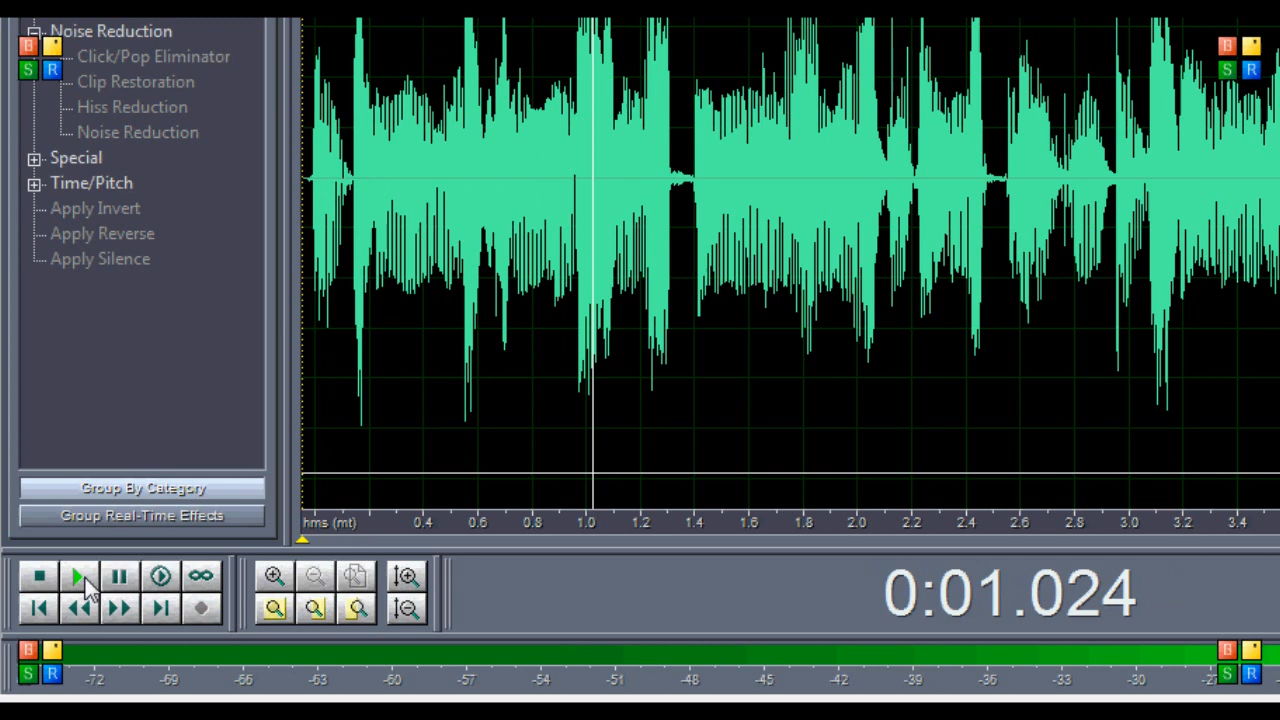 Noise Reduction
B
Click/Pop Eliminator
S R
Clip Restoration
Hiss Reduction
Noise Reduction
Special
Time/Pitch
Apply Invert
Apply Reverse
Apply Silence
B
S R
Group By Category
Group Real-Time Effects
hms (mt) 0.4 0.6 0.8 1.0 1.2 1.4 1.6 1.8 2.0 2.2 2.4 2.6 2.8 3.0 3.2 3.4
0:01.024
B
S R
-72 -69 -66 -63 -60 -57 -54 -51 -48 -45 -42 -39 -36 -33 -30
B
S R